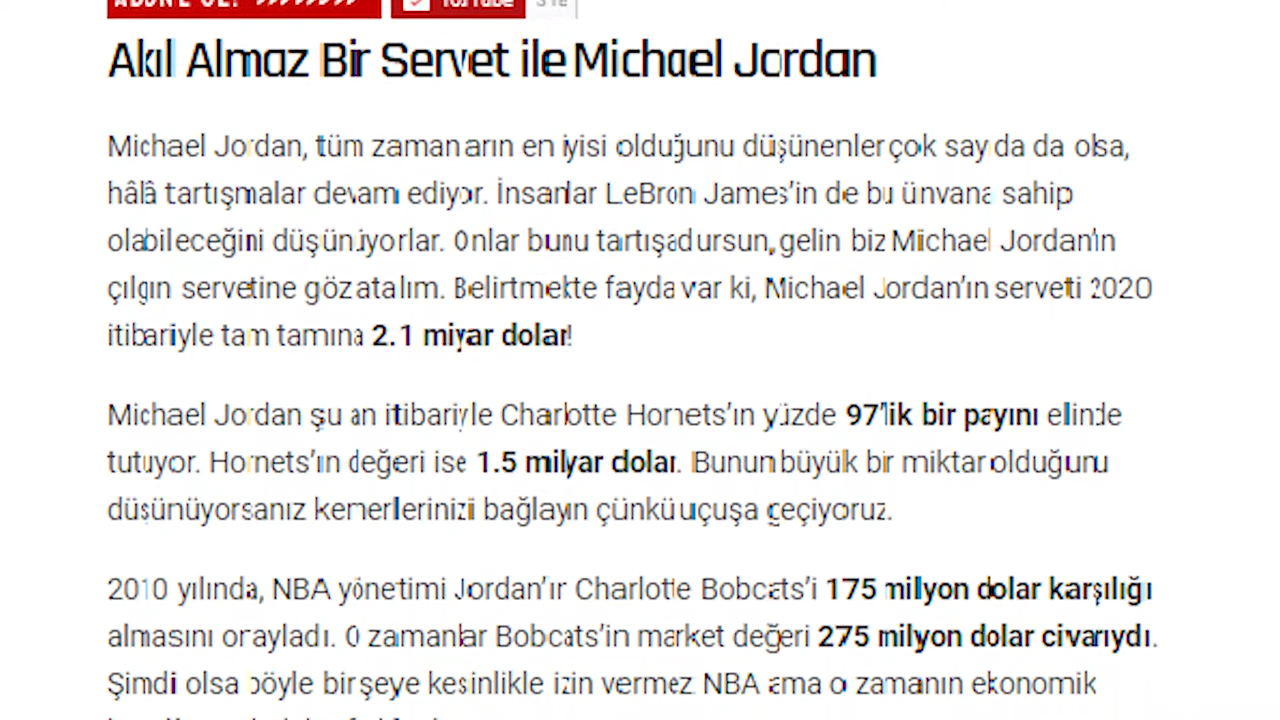 ABONE OL!
YouTube
Akıl Almaz Bir Servet ile Michael Jordan
Michael Jordan, tüm zamanların en iyisi olduğunu düşünenler çok sayıda da olsa,
hâlâ tartışmalar devam ediyor. İnsanlar LeBron James’in de bu ünvana sahip
olabileceğini düşünüyorlar. Onlar bunu tartışadursun, gelin biz Michael Jordan’ın
çılgın servetine göz atalım. Belirtmekte fayda var ki, Michael Jordan’ın serveti 2020
itibariyle tam tamına 2.1 milyar dolar!
Michael Jordan şu an itibariyle Charlotte Hornets’ın yüzde 97’lik bir payını elinde
tutuyor. Hornets’ın değeri ise 1.5 milyar dolar. Bunun büyük bir miktar olduğunu
düşünüyorsanız kemerlerinizi bağlayın çünkü uçuşa geçiyoruz.
2010 yılında, NBA yönetimi Jordan’ın Charlotte Bobcats’i 175 milyon dolar karşılığı
almasını onayladı. O zamanlar Bobcats’in market değeri 275 milyon dolar civarıydı.
Şimdi olsa böyle bir şeye kesinlikle izin vermez NBA ama o zamanın ekonomik